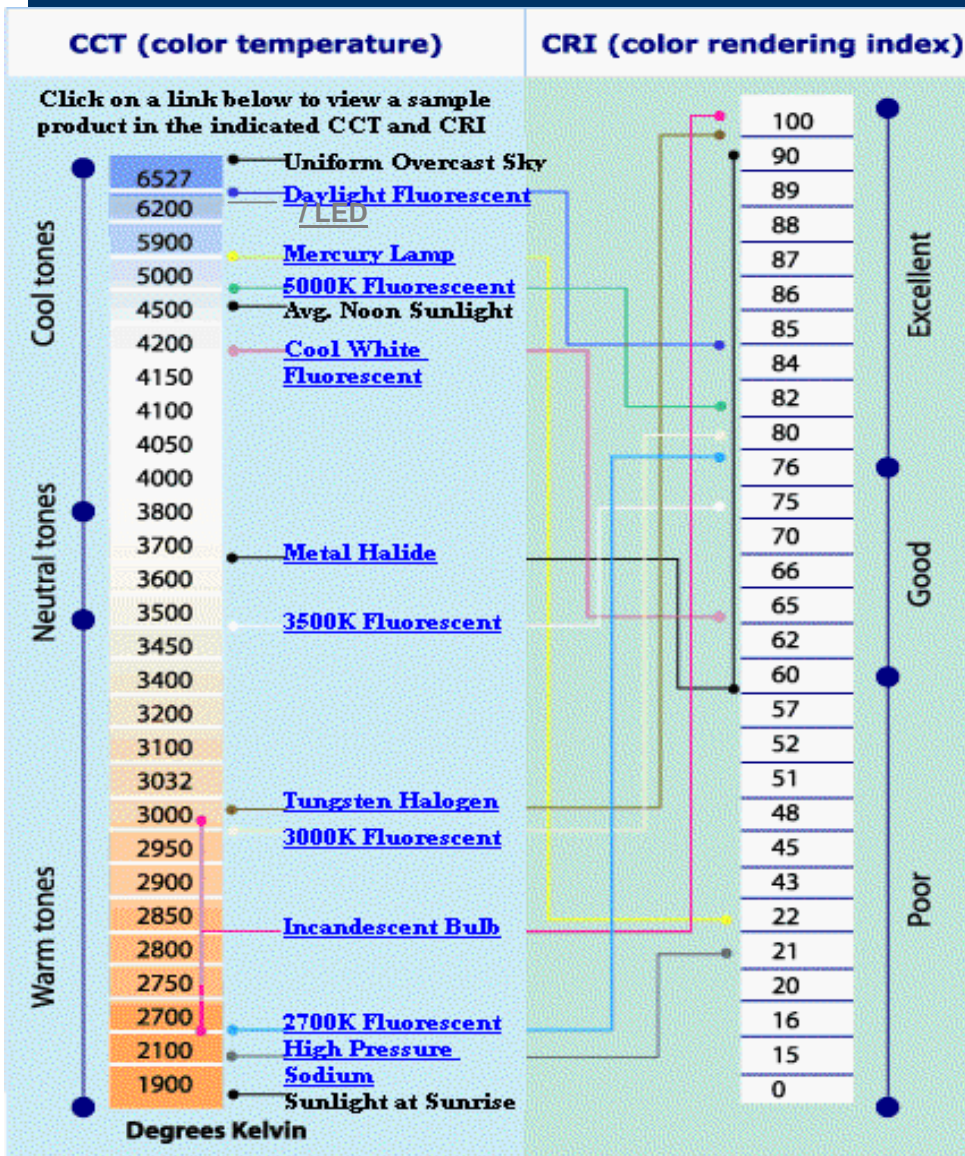 CCT (color temperature)
CRI (color rendering index)
Click on a link below to view a sample
product in the indicated CCT and CRI
Cool tones
Neutral tones
Warm tones
6527
6200
5900
5000
4500
4200
4150
4100
4050
4000
3800
3700
3600
3500
3450
3400
3200
3100
3032
3000
2950
2900
2850
2800
2750
2700
2100
1900
Degrees Kelvin
Uniform Overcast Sky
Daylight Fluorescent
/ LED
Mercury Lamp
5000K Fluoresceent
Avg. Noon Sunlight
Cool White
Fluorescent
Metal Halide
3500K Fluorescent
Tungsten Halogen
3000K Fluorescent
Incandescent Bulb
2700K Fluorescent
High Pressure
Sodium
Sunlight at Sunrise
100
90
89
88
87
86
85
84
82
80
76
75
70
66
65
62
60
57
52
51
48
45
43
22
21
20
16
15
0
Excellent
Good
Poor